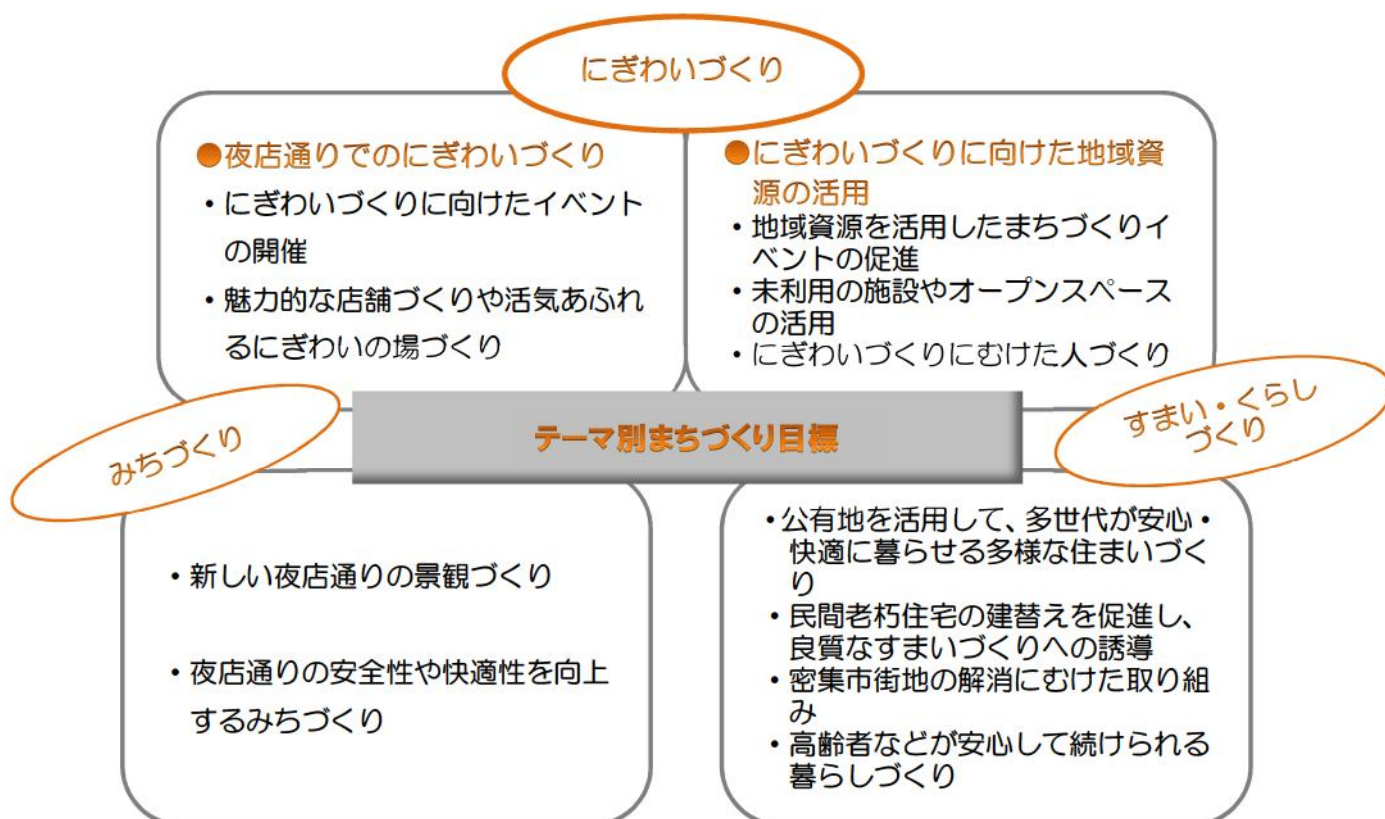 にぎわいづくり
●夜店通りでのにぎわいづくり
・にぎわいづくりに向けたイベント
の開催
・魅力的な店舗づくりや活気あふれ
るにぎわいの場づくり
●にぎわいづくりに向けた地域資
源の活用
・地域資源を活用したまちづくりイ
ベントの促進
・未利用の施設やオープンスペース
の活用
・にぎわいづくりにむけた人づくり
テーマ別まちづくり目標
みちづくり
・新しい夜店通りの景観づくり
・夜店通りの安全性や快適性を向上
するみちづくり
すまい・くらし
づくり
・公有地を活用して、多世代が安心・
快適に暮らせる多様な住まいづく
り
・民間老朽住宅の建替えを促進し、
良質なすまいづくりへの誘導
・密集市街地の解消にむけた取り組
み
・高齢者などが安心して続けられる
暮らしづくり